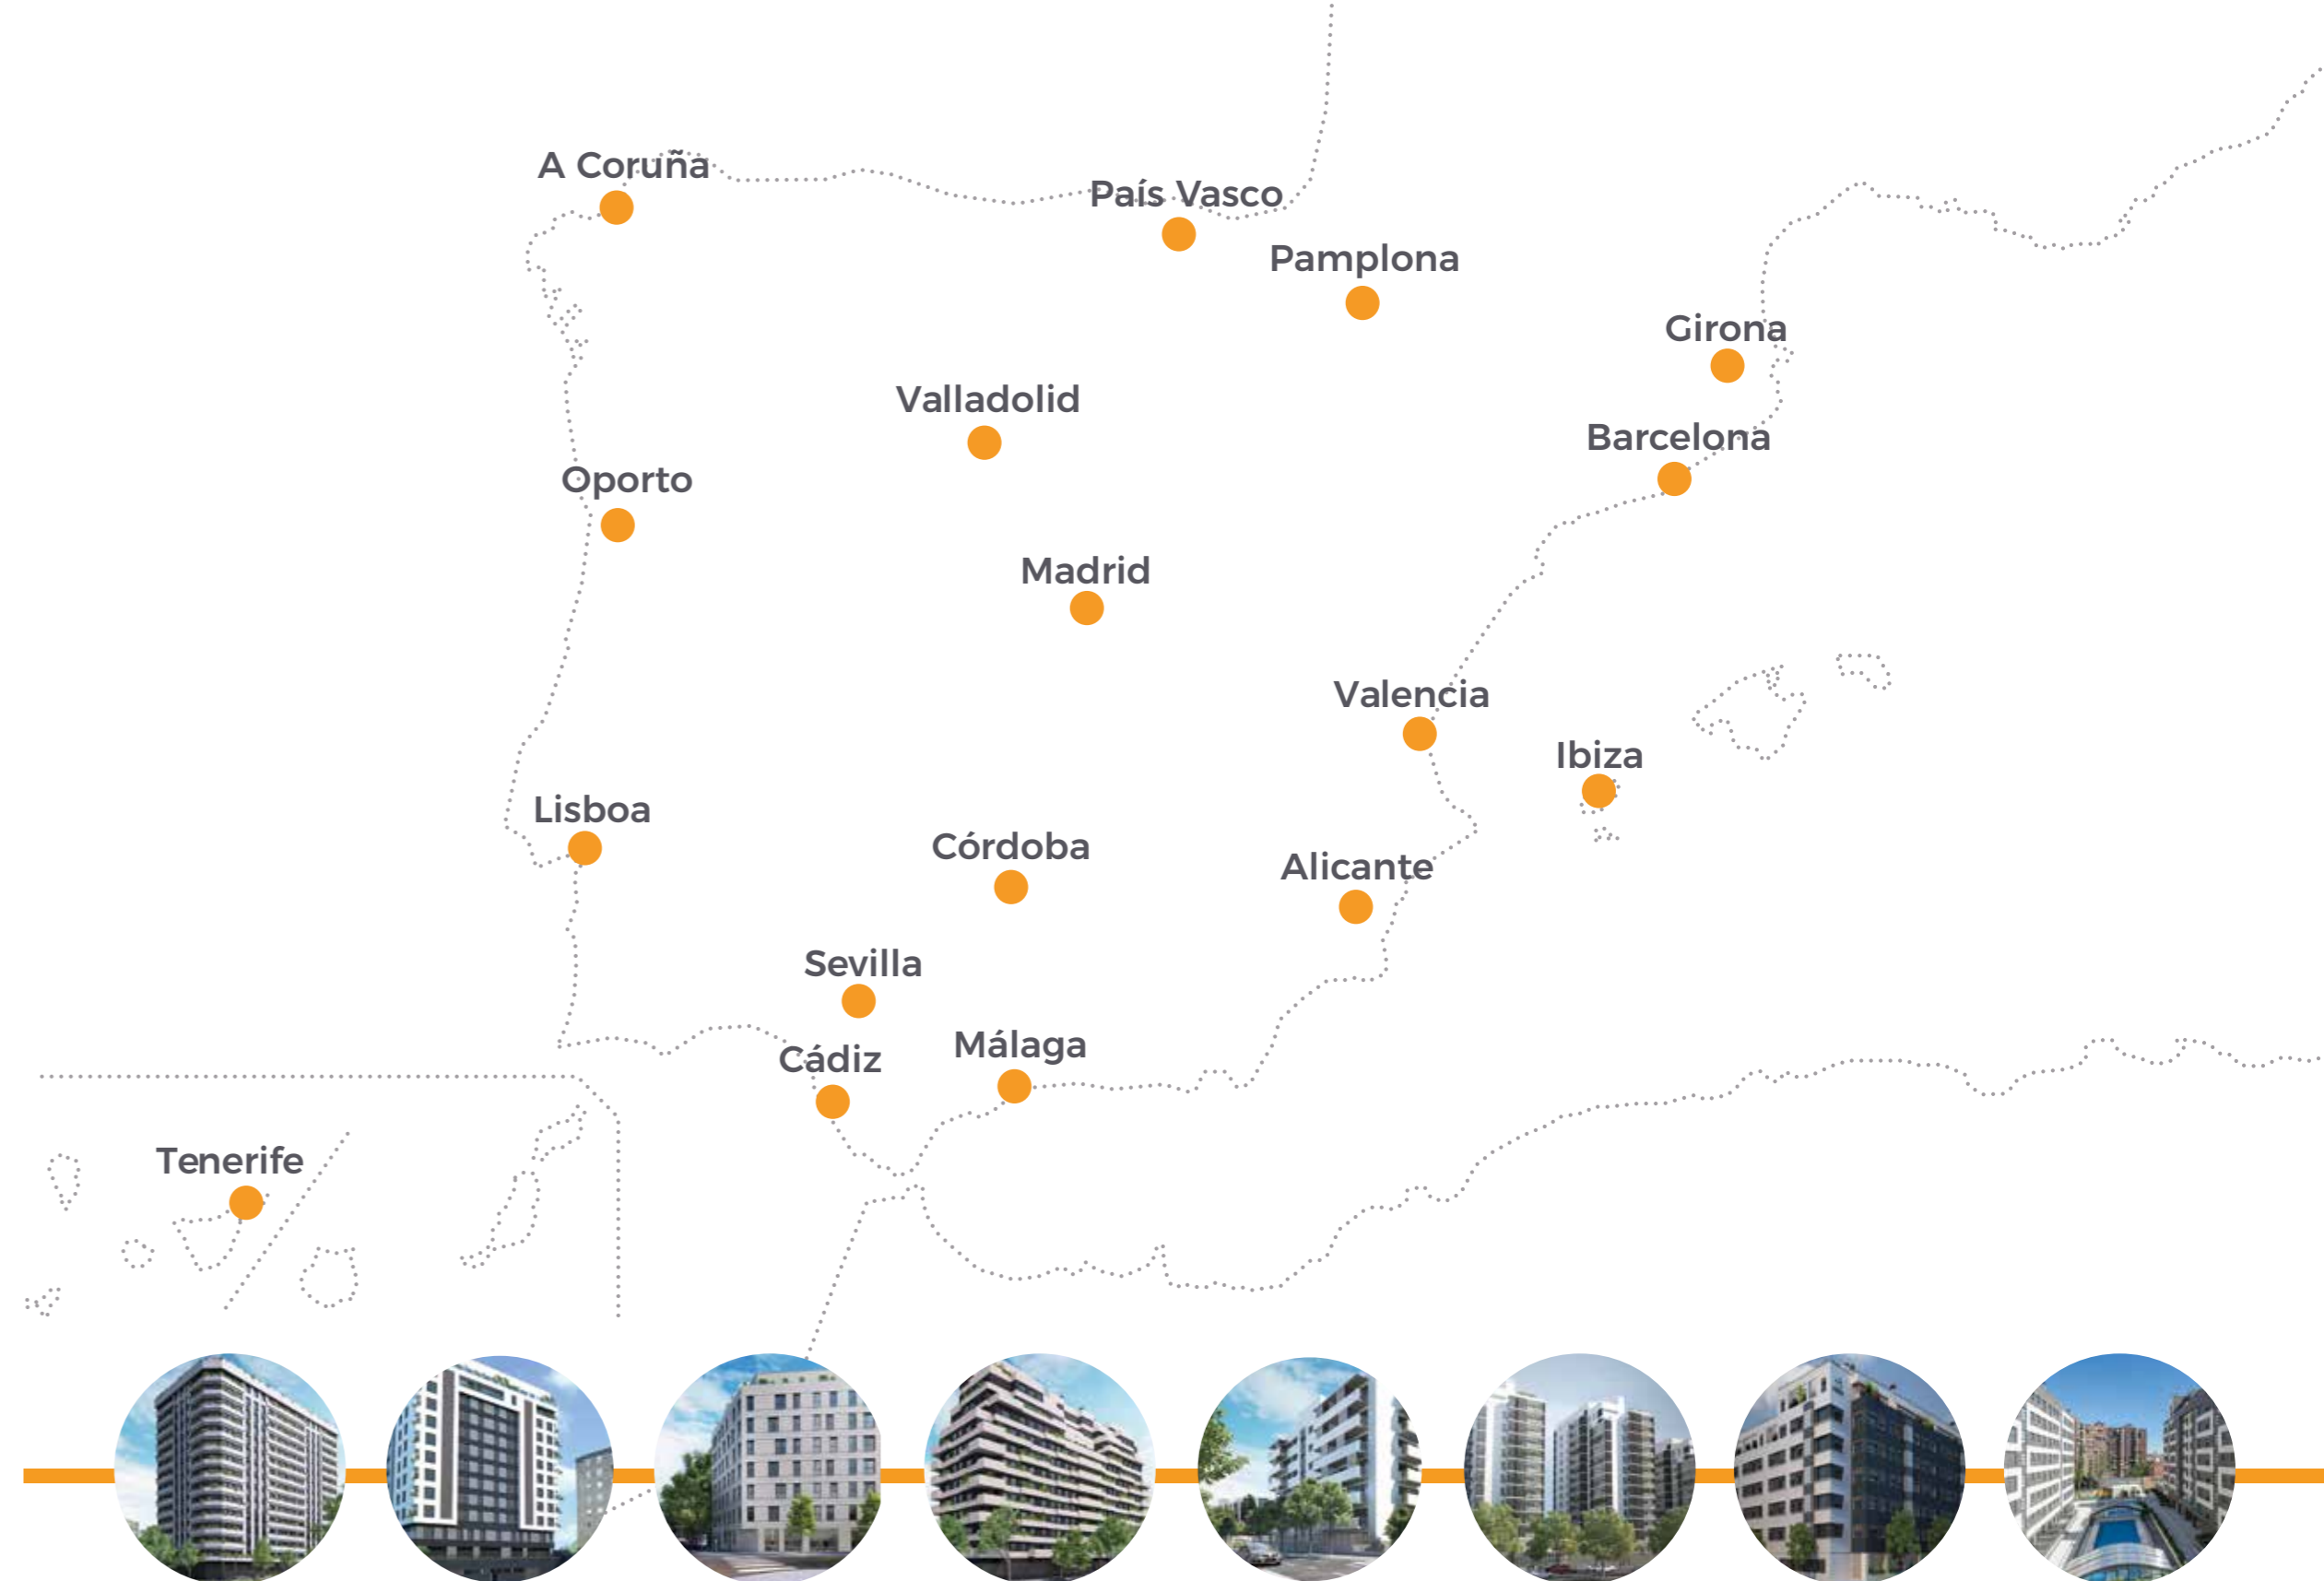 A Coruña
País Vasco
Pamplona
Girona
Valladolid
Barcelona
Oporto
Madrid
Valencia
Ibiza
Lisboa
Córdoba
Alicante
Sevilla
Málaga
Cádiz
Tenerife